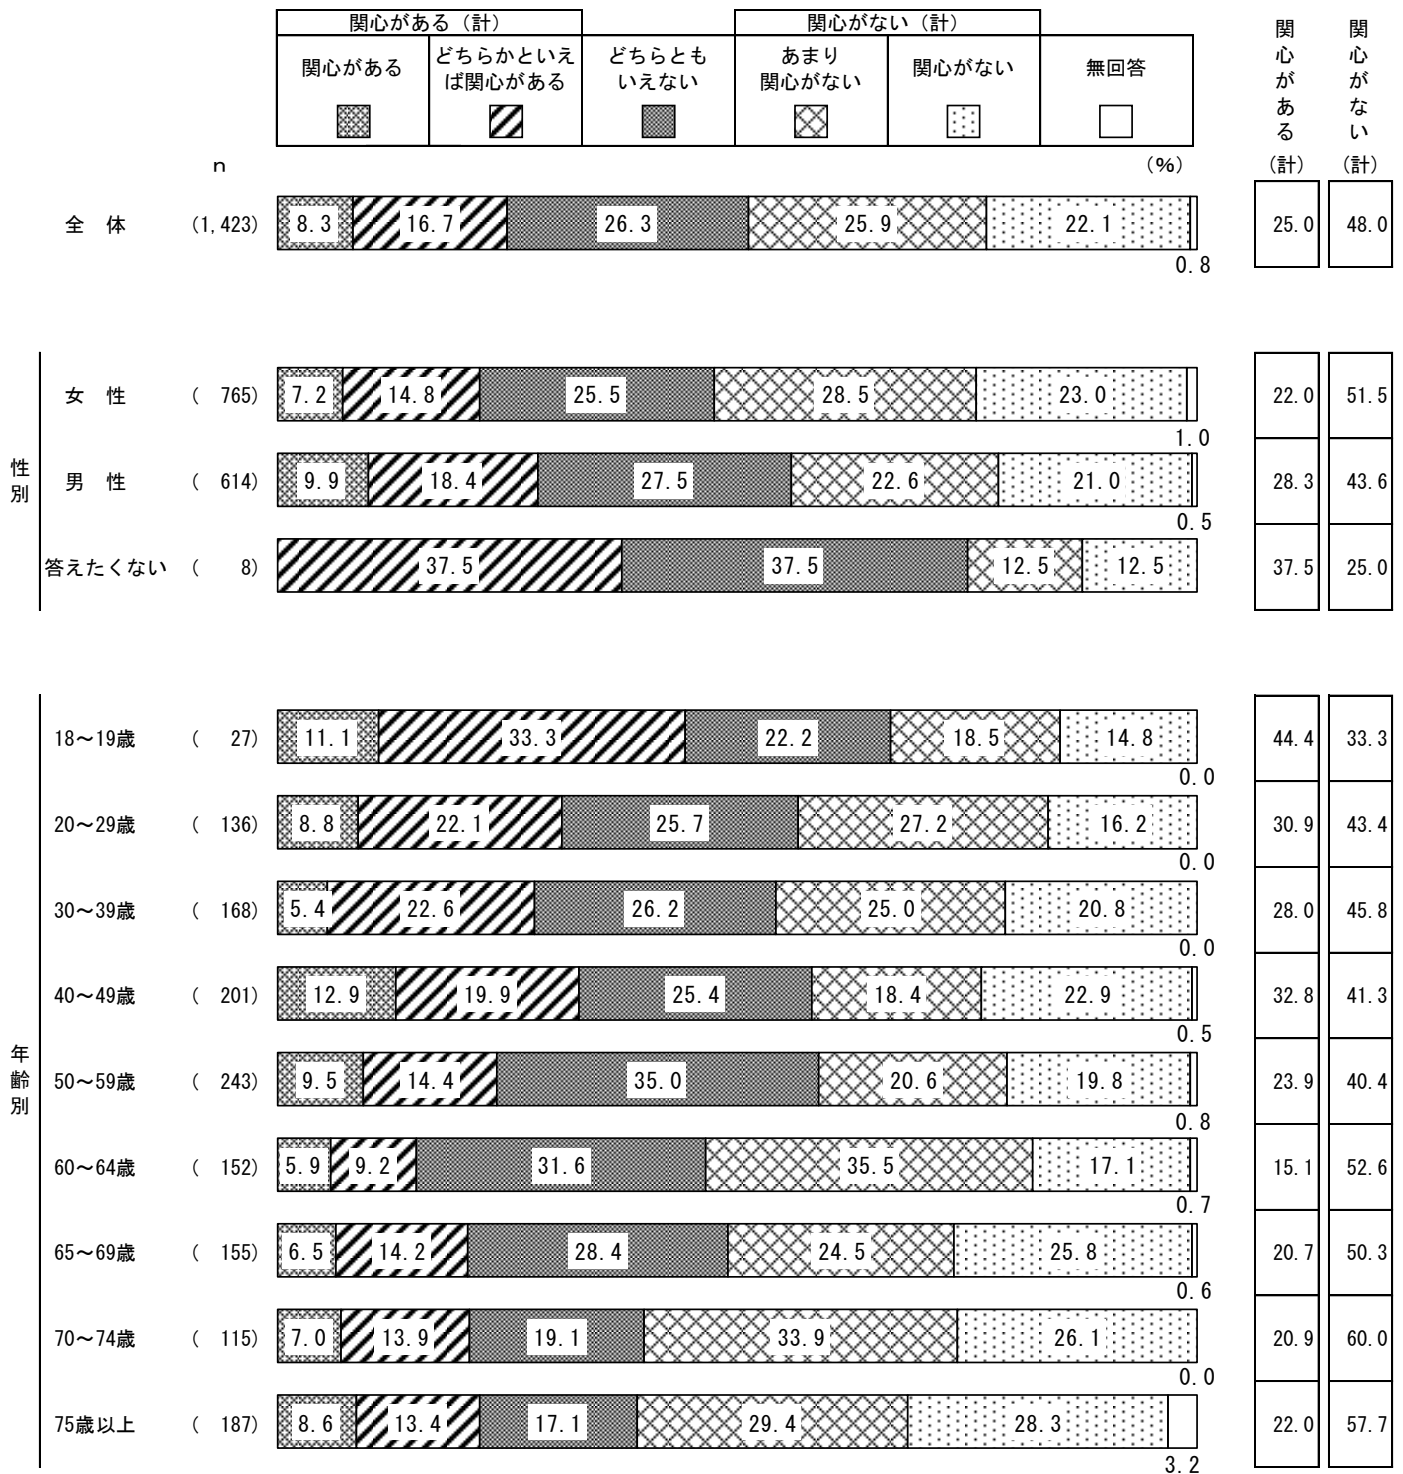 関心がある（計）　関心がない（計）
関心がある　どちらかといえば関心がある　どちらともいえない　あまり関心がない　関心がない　無回答
関心がある（計）　関心がない（計）
ｎ　（％）
全　体　（1,423）　8.3　16.7　26.3　25.9　22.1　25.0　48.0
0.8
性別
女　性　（　765）　7.2　14.8　25.5　28.5　23.0　22.0　51.5
1.0
男　性　（　614）　9.9　18.4　27.5　22.6　21.0　28.3　43.6
0.5
答えたくない　（　8）　37.5　37.5　12.5　12.5　37.5　25.0
年齢別
18～19歳　（　27）　11.1　33.3　22.2　18.5　14.8　44.4　33.3
0.0
20～29歳　（　136）　8.8　22.1　25.7　27.2　16.2　30.9　43.4
0.0
30～39歳　（　168）　5.4　22.6　26.2　25.0　20.8　28.0　45.8
0.0
40～49歳　（　201）　12.9　19.9　25.4　18.4　22.9　32.8　41.3
0.5
50～59歳　（　243）　9.5　14.4　35.0　20.6　19.8　23.9　40.4
0.8
60～64歳　（　152）　5.9　9.2　31.6　35.5　17.1　15.1　52.6
0.7
65～69歳　（　155）　6.5　14.2　28.4　24.5　25.8　20.7　50.3
0.6
70～74歳　（　115）　7.0　13.9　19.1　33.9　26.1　20.9　60.0
0.0
75歳以上　（　187）　8.6　13.4　17.1　29.4　28.3　22.0　57.7
3.2